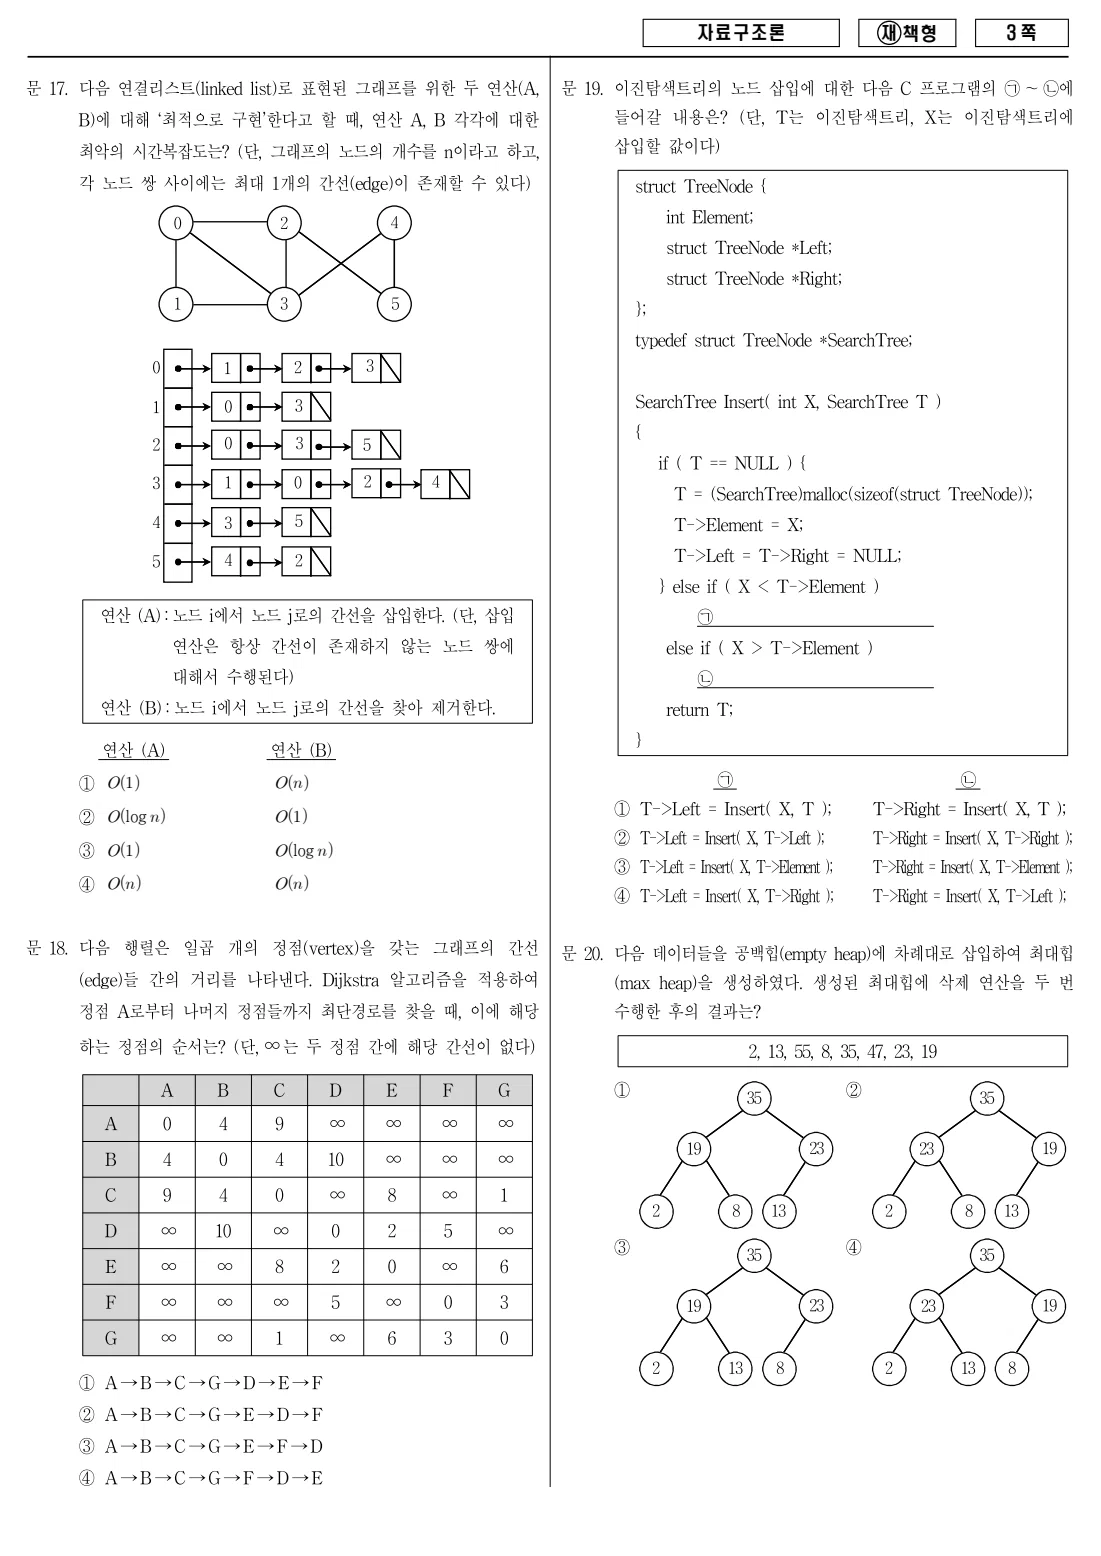 자료구조론
재책형
3쪽
문 17. 다음 연결리스트(linked list)로 표현된 그래프를 위한 두 연산(A,
B)에 대해 ‘최적으로 구현’한다고 할 때, 연산 A, B 각각에 대한
최악의 시간복잡도는? (단, 그래프의 노드의 개수를 n이라고 하고,
각 노드 쌍 사이에는 최대 1개의 간선(edge)이 존재할 수 있다)
0 2 4
1 3 5
0 1 2 3
1 0 3
2 0 3 5
3 1 0 2 4
4 3 5
5 4 2
연산 (A) : 노드 i에서 노드 j로의 간선을 삽입한다. (단, 삽입
연산은 항상 간선이 존재하지 않는 노드 쌍에
대해서 수행된다)
연산 (B) : 노드 i에서 노드 j로의 간선을 찾아 제거한다.
연산 (A) 연산 (B)
① O(1) O(n)
② O(log n) O(1)
③ O(1) O(log n)
④ O(n) O(n)
문 18. 다음 행렬은 일곱 개의 정점(vertex)을 갖는 그래프의 간선
(edge)들 간의 거리를 나타낸다. Dijkstra 알고리즘을 적용하여
정점 A로부터 나머지 정점들까지 최단경로를 찾을 때, 이에 해당
하는 정점의 순서는? (단, ∞는 두 정점 간에 해당 간선이 없다)
A B C D E F G
A 0 4 9 ∞ ∞ ∞ ∞
B 4 0 4 10 ∞ ∞ ∞
C 9 4 0 ∞ 8 ∞ 1
D ∞ 10 ∞ 0 2 5 ∞
E ∞ ∞ 8 2 0 ∞ 6
F ∞ ∞ ∞ 5 ∞ 0 3
G ∞ ∞ 1 ∞ 6 3 0
① A→B→C→G→D→E→F
② A→B→C→G→E→D→F
③ A→B→C→G→E→F→D
④ A→B→C→G→F→D→E
문 19. 이진탐색트리의 노드 삽입에 대한 다음 C 프로그램의 ㉠ ~ ㉡에
들어갈 내용은? (단, T는 이진탐색트리, X는 이진탐색트리에
삽입할 값이다)
struct TreeNode {
int Element;
struct TreeNode *Left;
struct TreeNode *Right;
};
typedef struct TreeNode *SearchTree;
SearchTree Insert( int X, SearchTree T )
{
if ( T == NULL ) {
T = (SearchTree)malloc(sizeof(struct TreeNode));
T->Element = X;
T->Left = T->Right = NULL;
} else if ( X < T->Element )
㉠
else if ( X > T->Element )
㉡
return T;
}
㉠ ㉡
① T->Left = Insert( X, T ); T->Right = Insert( X, T );
② T->Left = Insert( X, T->Left ); T->Right = Insert( X, T->Right );
③ T->Left = Insert( X, T->Element ); T->Right = Insert( X, T->Element );
④ T->Left = Insert( X, T->Right ); T->Right = Insert( X, T->Left );
문 20. 다음 데이터들을 공백힙(empty heap)에 차례대로 삽입하여 최대힙
(max heap)을 생성하였다. 생성된 최대힙에 삭제 연산을 두 번
수행한 후의 결과는?
2, 13, 55, 8, 35, 47, 23, 19
① ②
35 35
19 23 23 19
2 8 13 2 8 13
③ ④
35 35
19 23 23 19
2 13 8 2 13 8